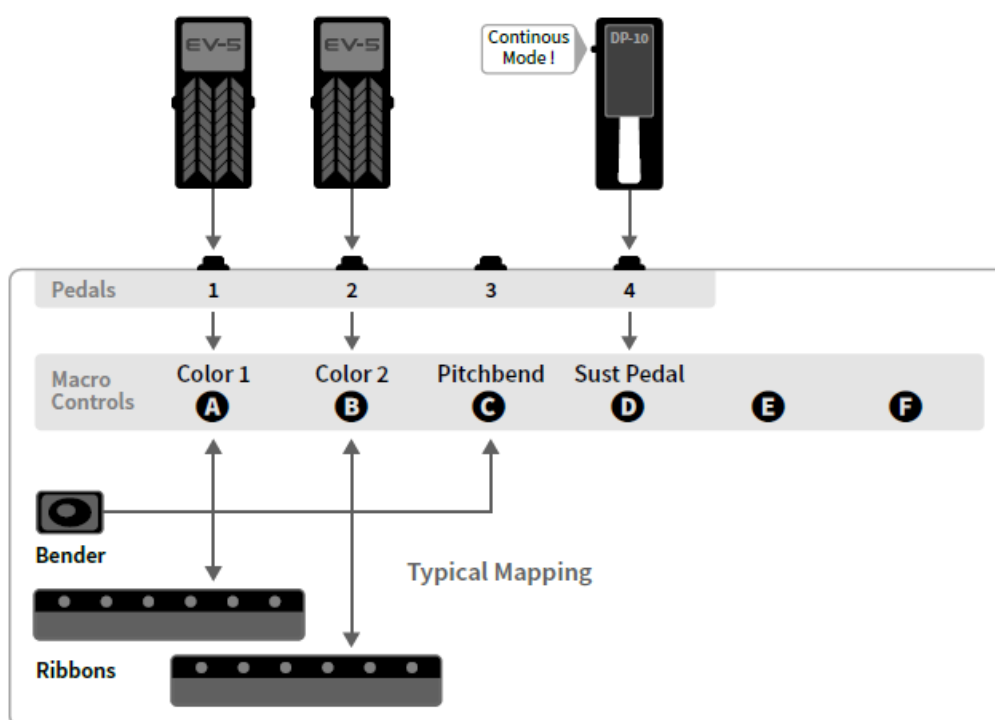 EV-5
EV-5
Continous
Mode !
DP-10
Pedals 1 2 3 4
Macro
Controls
Color 1 Color 2 Pitchbend Sust Pedal
A B C D E F
Bender
Typical Mapping
Ribbons